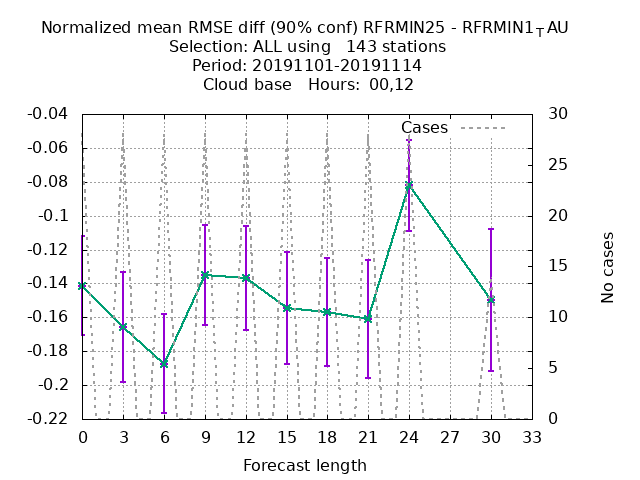 Normalized mean RMSE diff (90% conf) RFRMIN25 - RFRMIN1TAU
Selection: ALL using   143 stations
Period: 20191101-20191114
Cloud base   Hours:  00,12
Cases
-0.04
-0.06
-0.08
-0.1
-0.12
-0.14
-0.16
-0.18
-0.2
-0.22
30
25
20
15
10
5
0
No cases
0 3 6 9 12 15 18 21 24 27 30 33
Forecast length